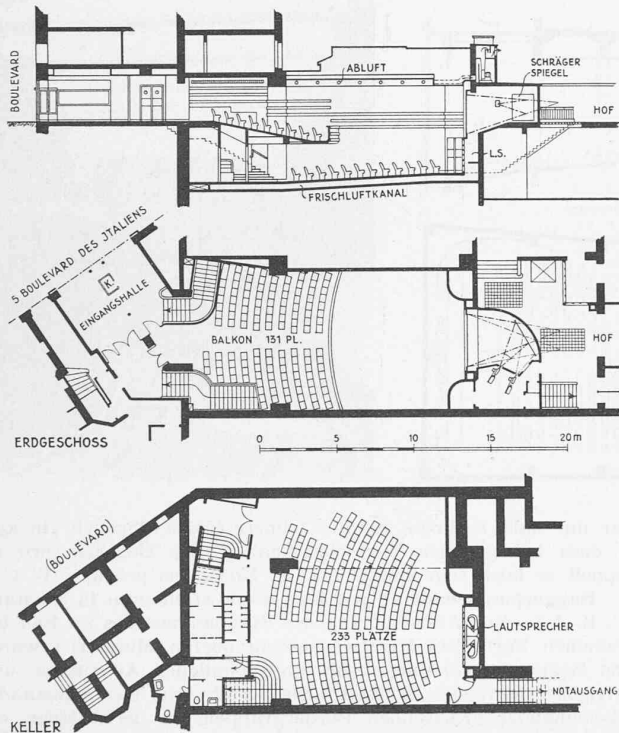 BOULEVARD
ABLUFT
SCHRÄGER
SPIEGEL
HOF
L.S.
FRISCHLUFTKANAL
5 BOULEVARD DES JTALIENS
K
EINGANGSHALLE
BALKON 131 PL.
HOF
ERDGESCHOSS
0 5 10 15 20 m
(BOULEVARD)
233 PLÄTZE
LAUTSPRECHER
NOTAUSGANG
KELLER